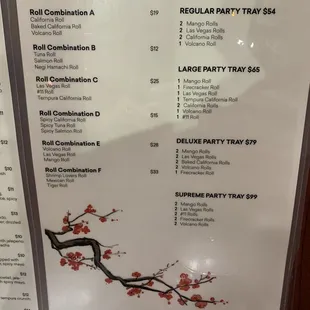 Roll Combination A $19
California Roll
Baked California Roll
Volcano Roll
Roll Combination B $12
Tuna Roll
Salmon Roll
Negi Hamachi Roll
Roll Combination C $25
Las Vegas Roll
#11 Roll
Tempura California Roll
Roll Combination D $15
Spicy California Roll
Spicy Tuna Roll
Spicy Salmon Roll
Roll Combination E $28
Las Vegas Roll
Mango Roll
Roll Combination F $33
Shrimp Lovers Roll
Mexican Roll
Tiger Roll
REGULAR PARTY TRAY $54
2 Mango Rolls
2 Las Vegas Rolls
2 California Rolls
1 Volcano Roll
LARGE PARTY TRAY $65
1 Mango Roll
1 Firecracker Roll
1 Las Vegas Roll
1 Tempura California Roll
2 California Rolls
1 Volcano Roll
1 #11 Roll
DELUXE PARTY TRAY $79
2 Mango Rolls
2 Las Vegas Rolls
2 Baked California Rolls
2 Volcano Rolls
1 Firecracker Roll
SUPREME PARTY TRAY $99
2 Mango Rolls
2 Las Vegas Rolls
2 #11 Rolls
2 Firecracker Rolls
2 Volcano Rolls